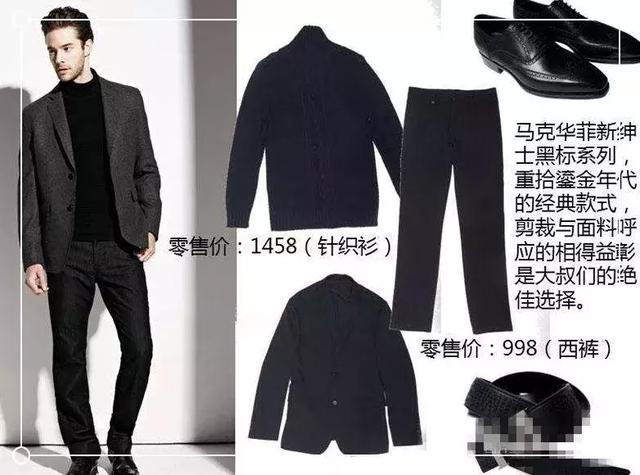 马克华菲新绅
士黑标系列，
重拾鎏金年代
的经典款式，
剪裁与面料呼
应的相得益彰
是大叔们的绝
佳选择。
零售价：1458（针织衫）
零售价：998（西裤）